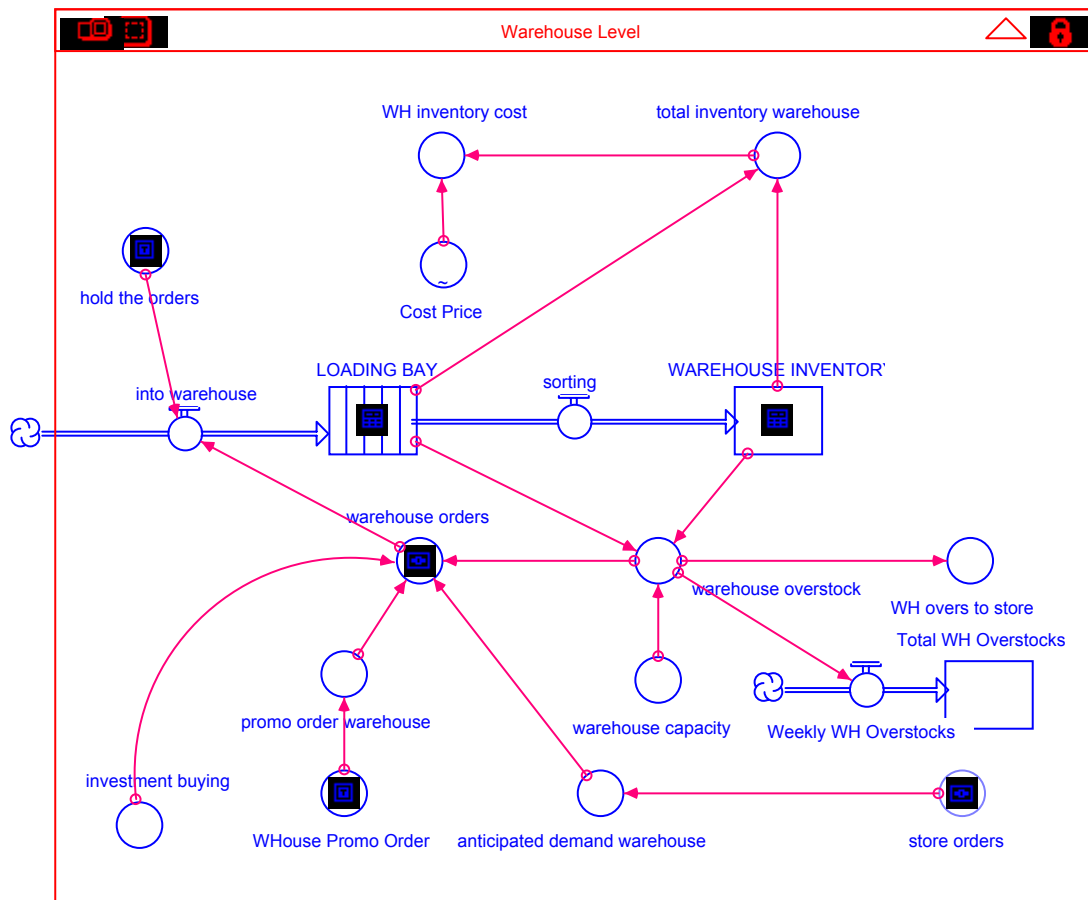 Warehouse Level
WH inventory cost
total inventory warehouse
hold the orders
Cost Price
~
LOADING BAY
sorting
WAREHOUSE INVENTORY
into warehouse
warehouse orders
warehouse overstock
WH overs to store
Total WH Overstocks
promo order warehouse
warehouse capacity
Weekly WH Overstocks
investment buying
WHouse Promo Order
anticipated demand warehouse
store orders